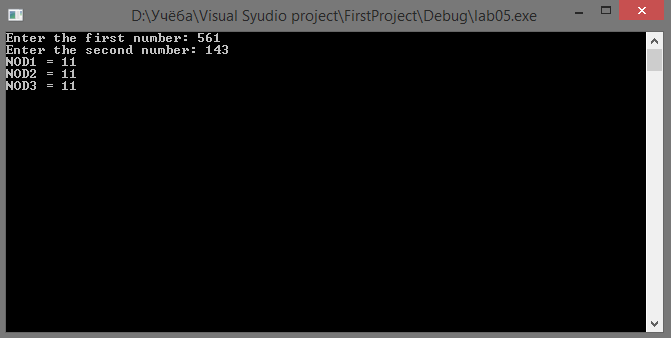 D:\Учёба\Visual Syudio project\FirstProject\Debug\lab05.exe
Enter the first number: 561
Enter the second number: 143
NOD1 = 11
NOD2 = 11
NOD3 = 11